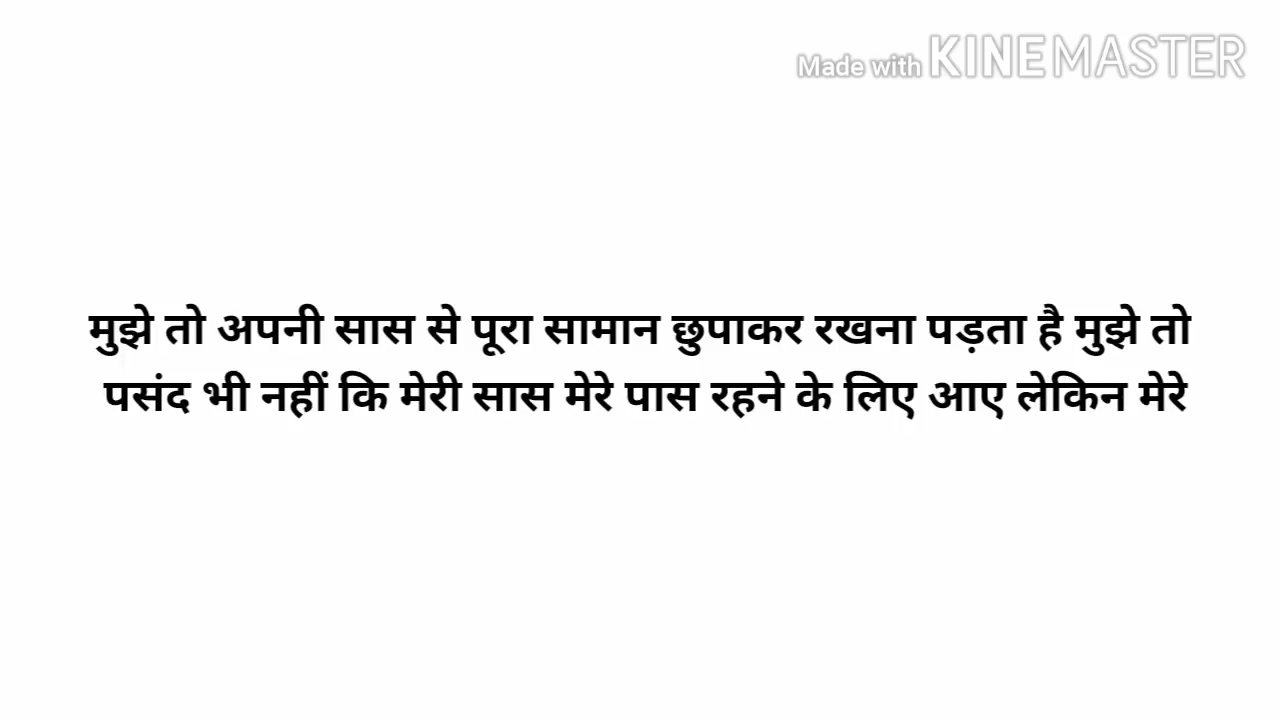 Made with KINEMASTER
मुझे तो अपनी सास से पूरा सामान छुपाकर रखना पड़ता है मुझे तो
पसंद भी नहीं कि मेरी सास मेरे पास रहने के लिए आए लेकिन मेरे